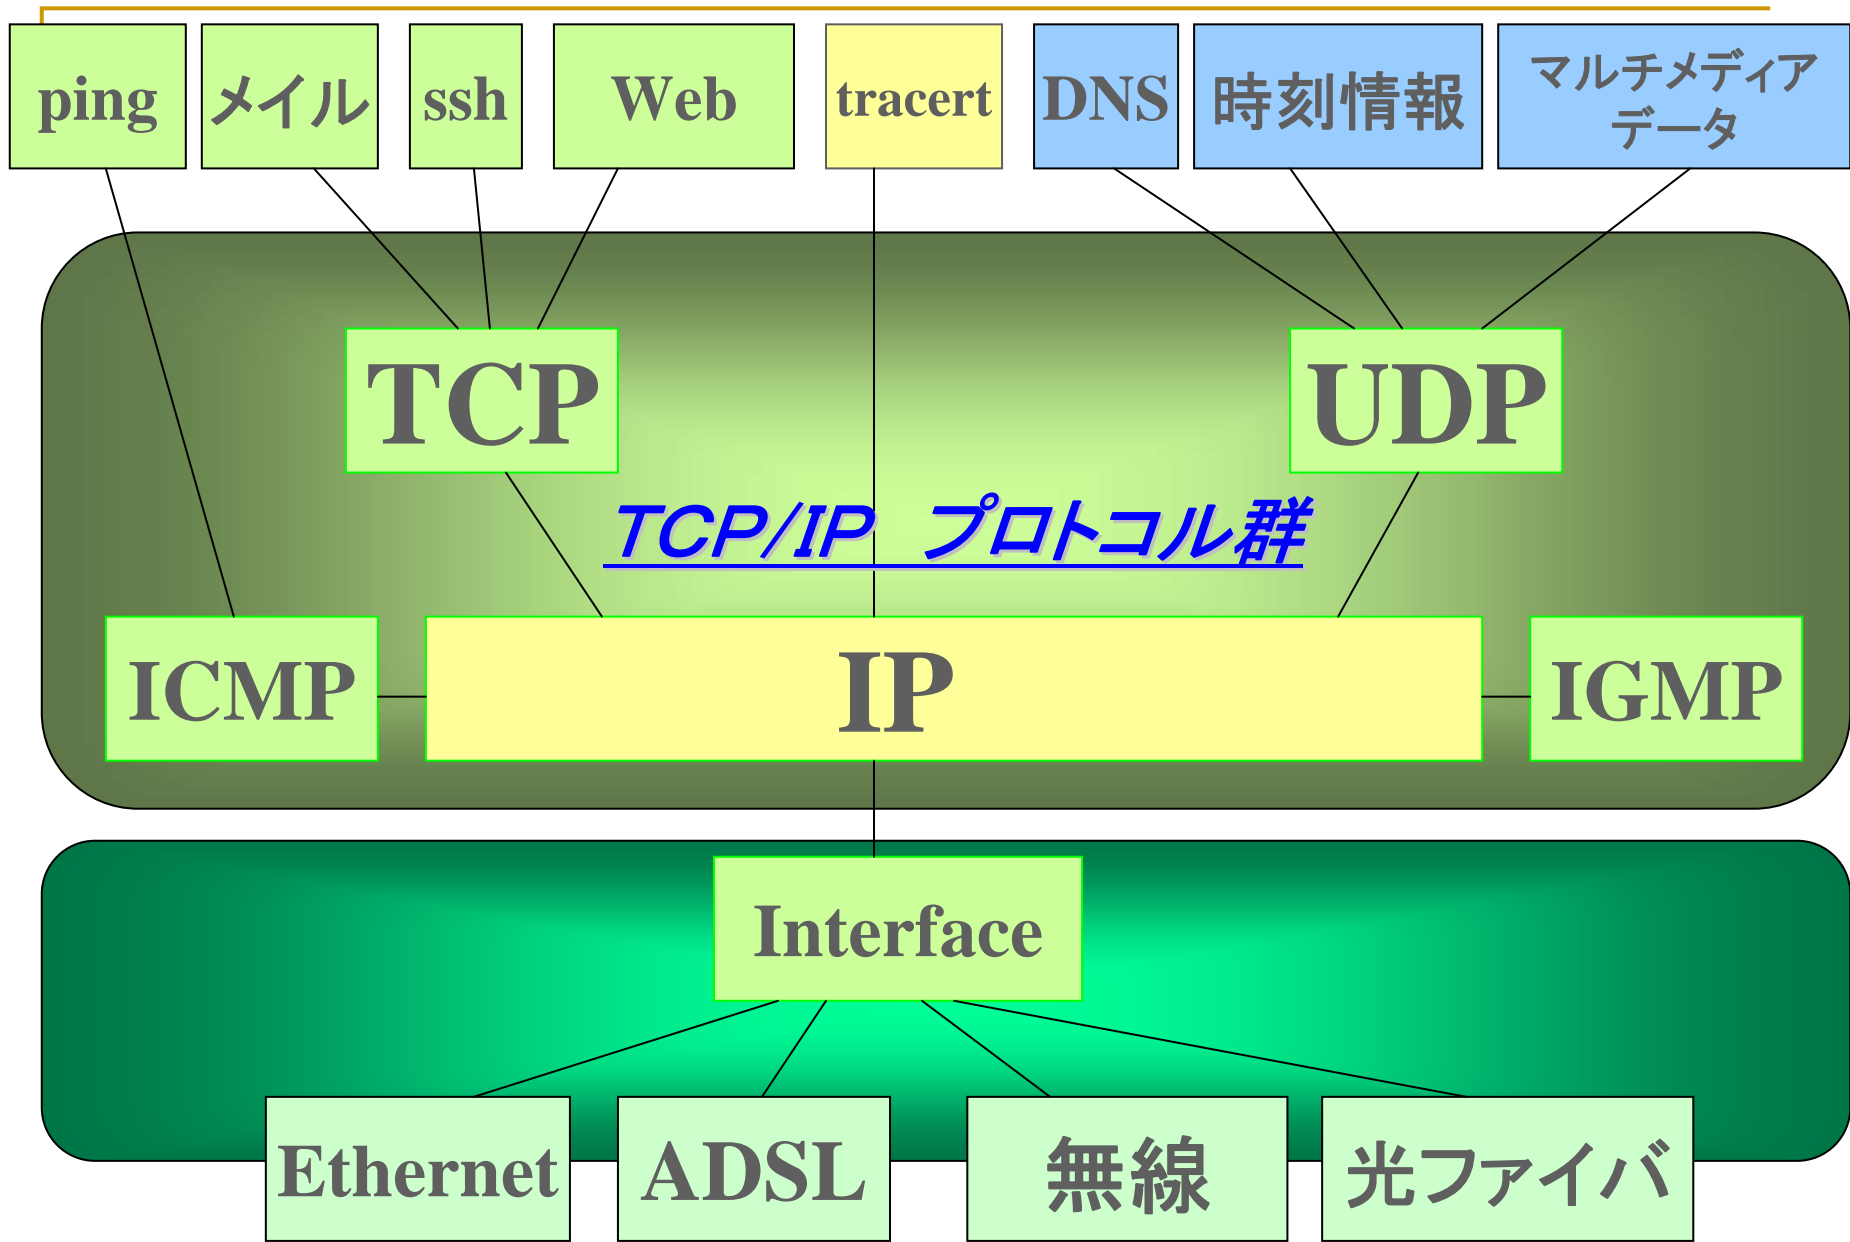 ping
メイル
ssh
Web
tracert
DNS
時刻情報
マルチメディア
データ
TCP
UDP
TCP/IP　プロトコル群
ICMP
IP
IGMP
Interface
Ethernet
ADSL
無線
光ファイバ